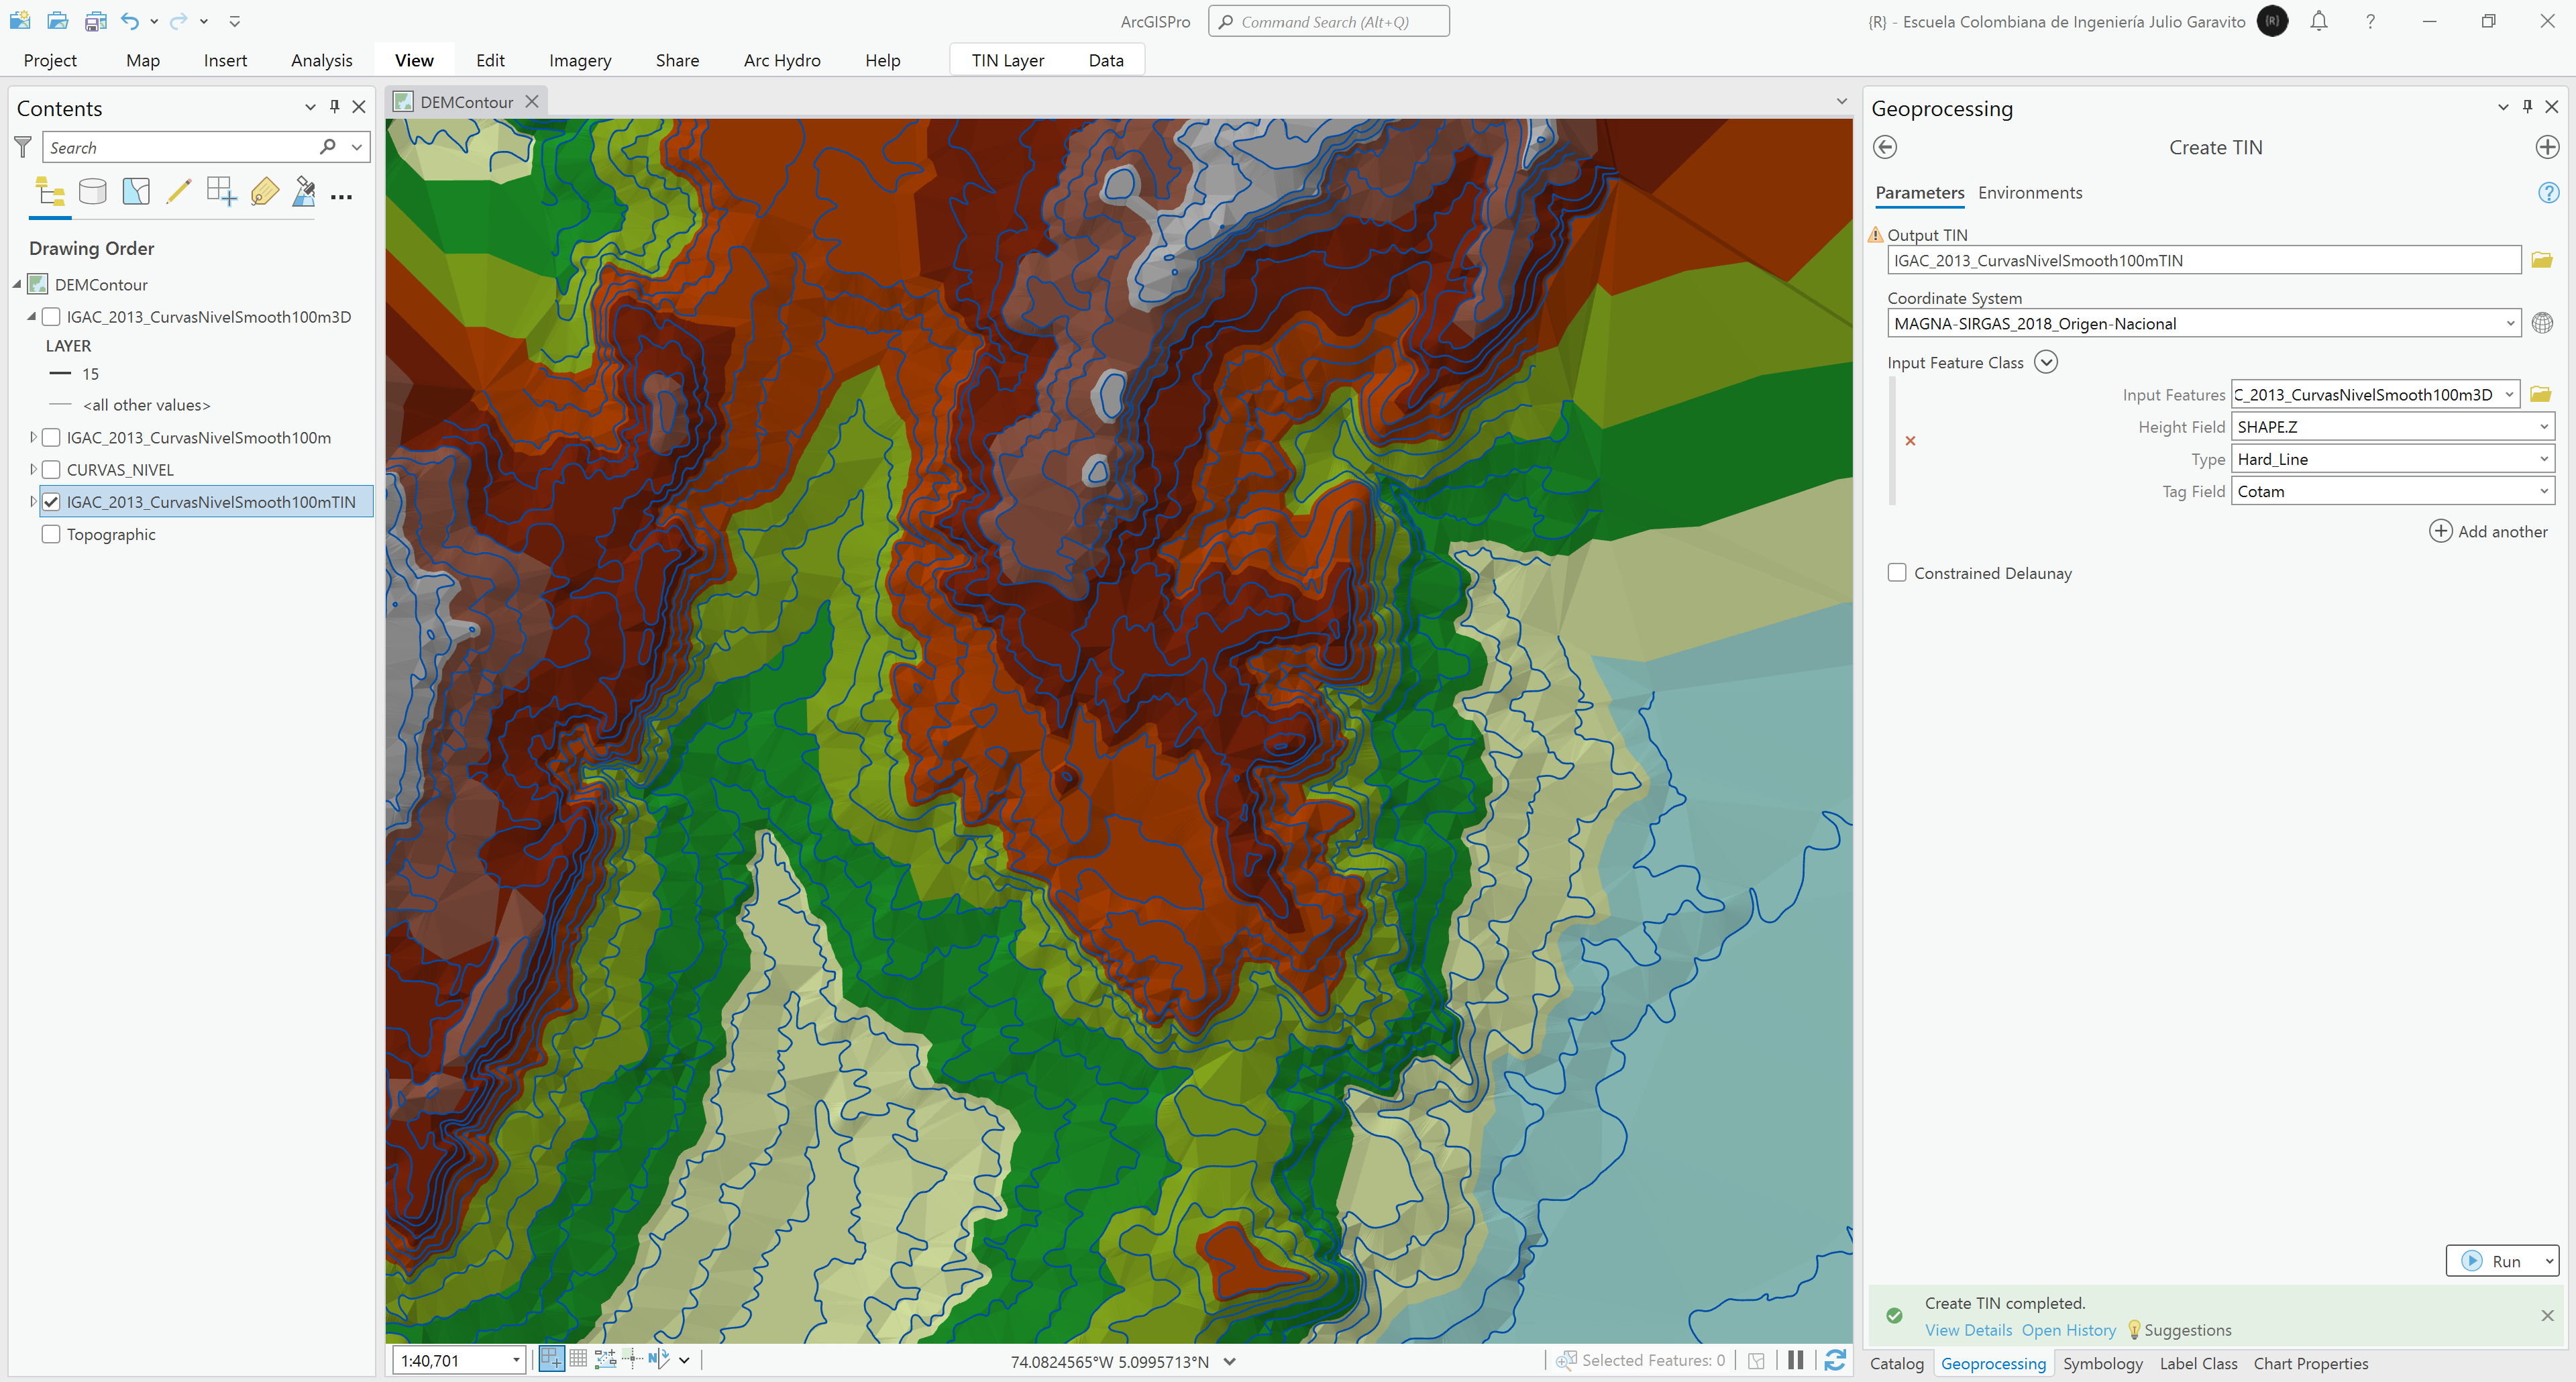 ArcGISPro
Command Search (Alt+Q)
{R} - Escuela Colombiana de Ingeniería Julio Garavito
{R}
?
Project Map Insert Analysis View Edit Imagery Share Arc Hydro Help TIN Layer Data
Contents
Search
Drawing Order
DEMContour
IGAC_2013_CurvasNivelSmooth100m3D
LAYER
15
<all other values>
IGAC_2013_CurvasNivelSmooth100m
CURVAS_NIVEL
IGAC_2013_CurvasNivelSmooth100mTIN
Topographic
DEMContour
1:40,701
74.0824565°W 5.0995713°N
Selected Features: 0
Geoprocessing
Create TIN
Parameters Environments
Output TIN
IGAC_2013_CurvasNivelSmooth100mTIN
Coordinate System
MAGNA-SIRGAS_2018_Origen-Nacional
Input Feature Class
Input Features C_2013_CurvasNivelSmooth100m3D
Height Field SHAPE.Z
Type Hard_Line
Tag Field Cotam
Add another
Constrained Delaunay
Run
Create TIN completed.
View Details Open History Suggestions
Catalog Geoprocessing Symbology Label Class Chart Properties